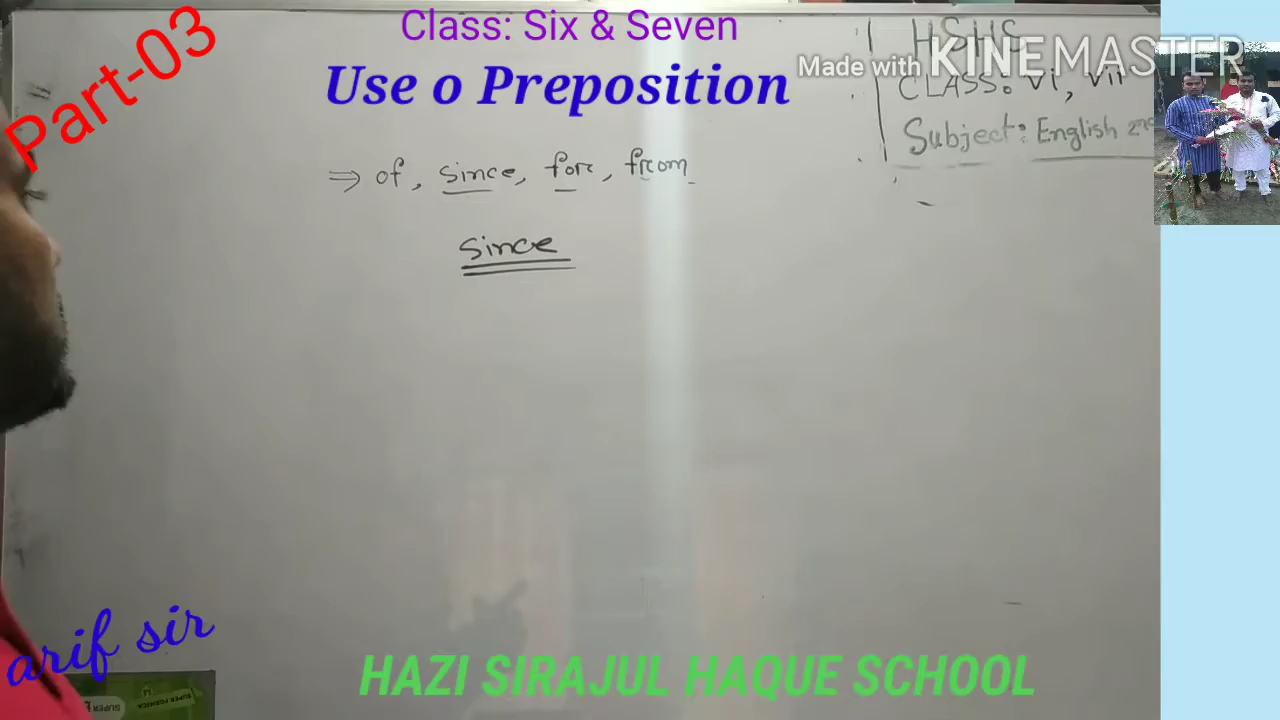 Class: Six & Seven
Part-03
Use o Preposition
Made with KINEMASTER
HSHS
CLASS: VI, VII
Subject: English 2nd
⇒ of, since, for, from
since
arif sir
HAZI SIRAJUL HAQUE SCHOOL